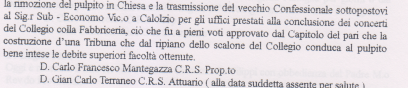 la rimozione del pulpito in Chiesa e la trasmissione del vecchio Confessionale sottopostovi
al Sig.r Sub - Economo Vic.o a Calolzio per gli uffici prestati alla conclusione dei concerti
del Collegio colla Fabbriceria, ciò che fu a pieni voti approvato dal Capitolo del pari che la
costruzione d'una Tribuna che dal ripiano dello scalone del Collegio conduca al pulpito
bene intese le debite superiori facoltà ottenute.
D. Carlo Francesco Mantegazza C.R.S. Prop.to
D. Gian Carlo Terraneo C.R.S. Attuario ( alla data suddetta assente per salute )